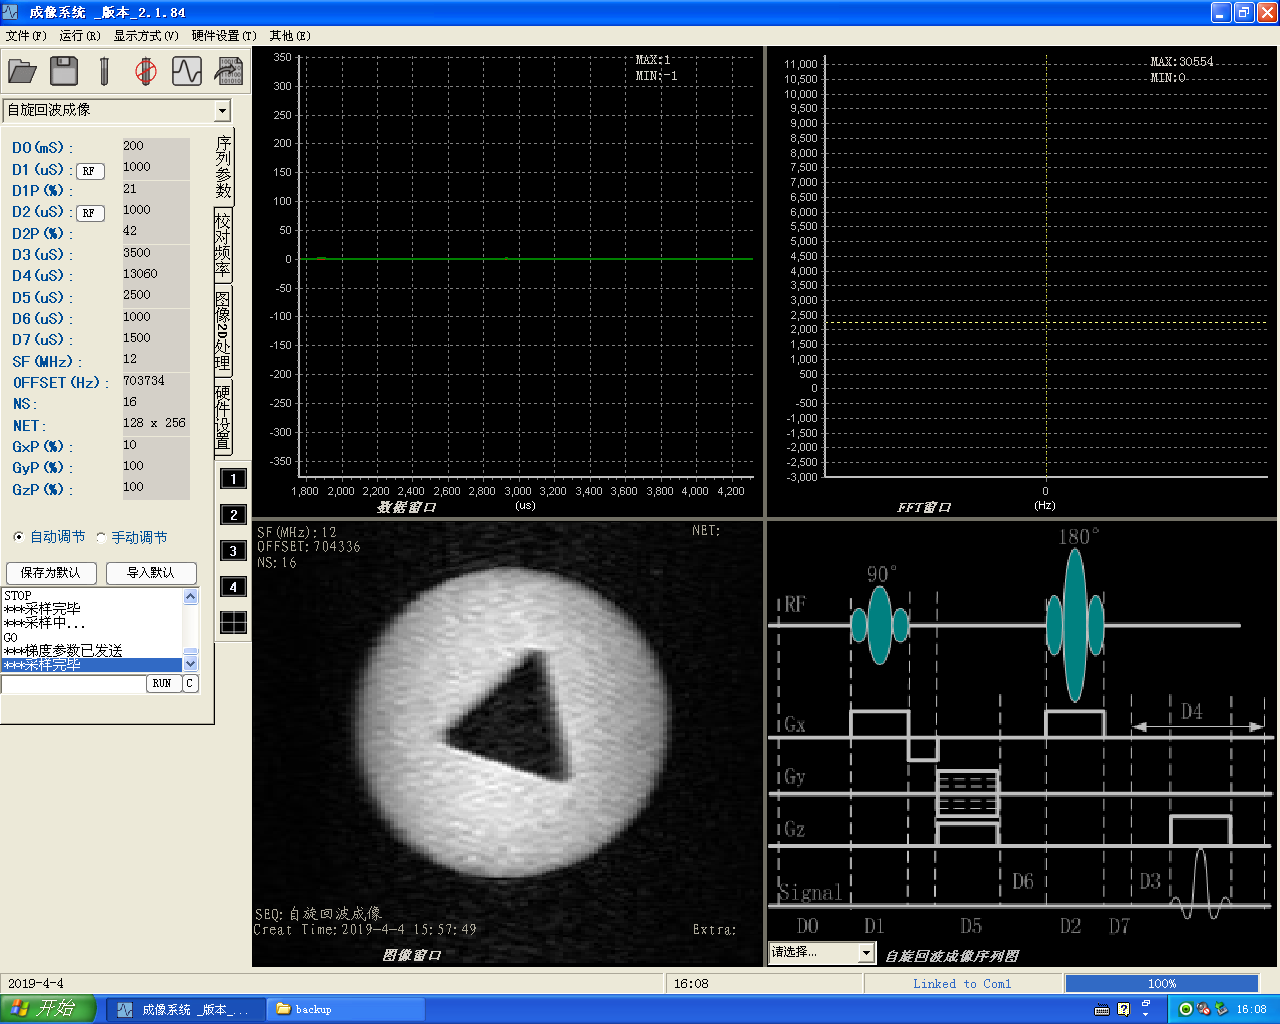 成像系统 _版本_2.1.84
文件(F) 运行(R) 显示方式(V) 硬件设置(T) 其他(E)
自旋回波成像
D0(mS): 200
D1(uS): RF 1000
D1P(%): 21
D2(uS): RF 1000
D2P(%): 42
D3(uS): 3500
D4(uS): 13060
D5(uS): 2500
D6(uS): 1000
D7(uS): 1500
SF(MHz): 12
OFFSET(Hz): 703734
NS: 16
NET: 128 x 256
GxP(%): 10
GyP(%): 100
GzP(%): 100
序列参数
校对频率
图像2D处理
硬件设置
自动调节 手动调节
保存为默认 导入默认
STOP
***采样完毕
***采样中...
GO
***梯度参数已发送
***采样完毕
RUN C
1
2
3
4
MAX:1
MIN:-1
350
300
250
200
150
100
50
0
-50
-100
-150
-200
-250
-300
-350
1,800 2,000 2,200 2,400 2,600 2,800 3,000 3,200 3,400 3,600 3,800 4,000 4,200
数据窗口 (us)
MAX:30554
MIN:0
11,000
10,500
9,500
9,000
8,500
8,000
7,500
7,000
6,500
6,000
5,500
5,000
4,500
4,000
3,500
3,000
2,500
2,000
1,500
1,000
500
0
-500
-1,000
-1,500
-2,000
-2,500
-3,000
0
FFT窗口 (Hz)
SF(MHz):12 NET:
OFFSET:704336
NS:16
SEQ:自旋回波成像
Creat Time:2019-4-4 15:57:49 Extra:
图像窗口
180°
90°
RF
Gx D4
Gy
Gz
D6 D3
Signal
D0 D1 D5 D2 D7
请选择... 自旋回波成像序列图
2019-4-4 16:08 Linked to Com1 100%
开始 成像系统 _版本_... backup 16:08